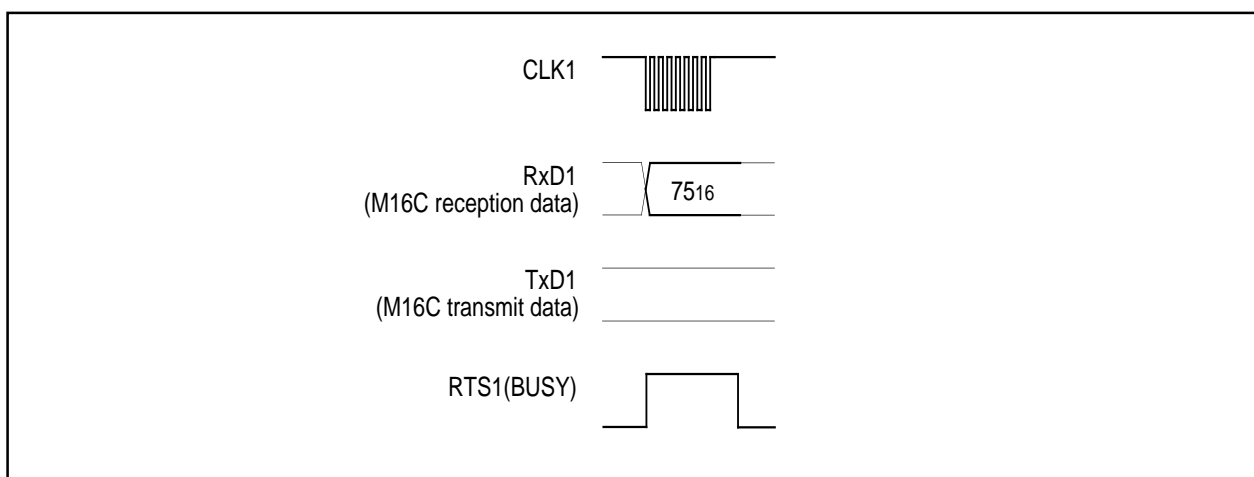 CLK1
RxD1
(M16C reception data)
7516
TxD1
(M16C transmit data)
RTS1(BUSY)